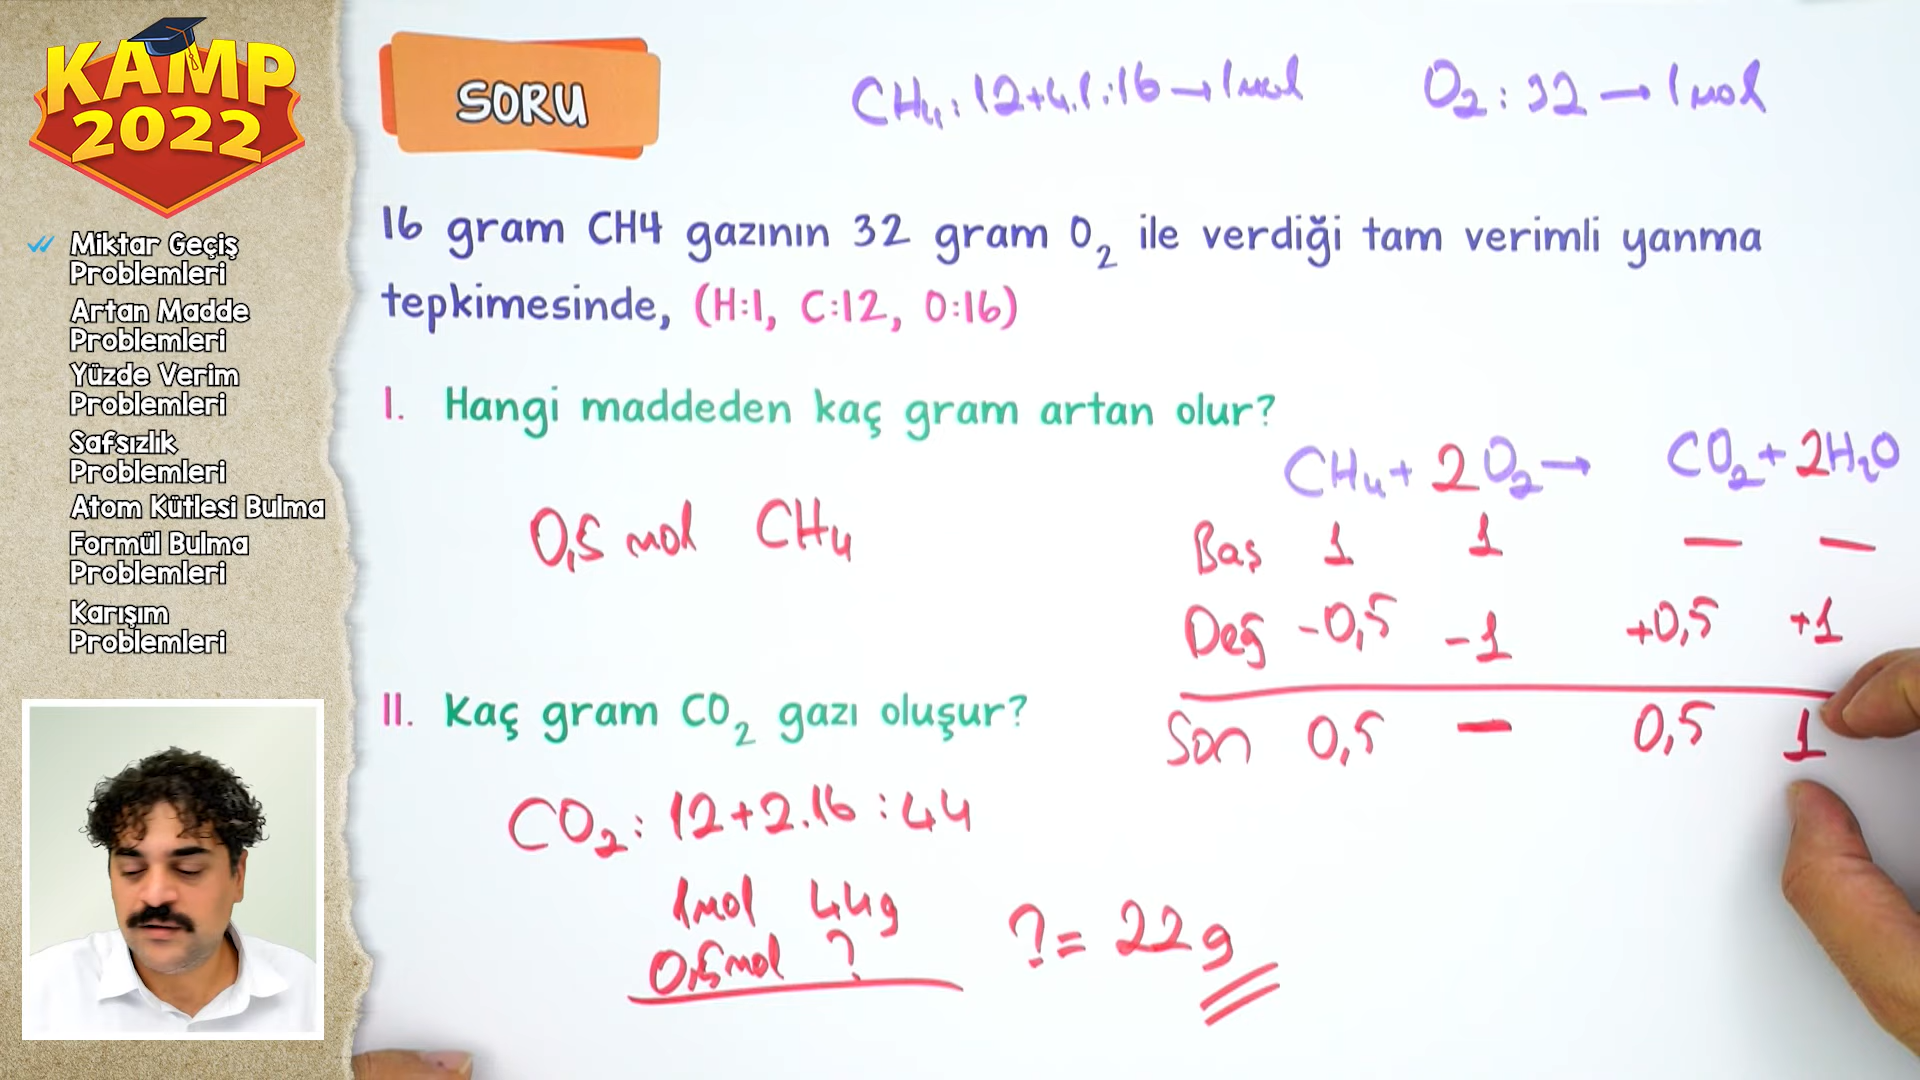 KAMP
2022
Miktar Geçiş
Problemleri
Artan Madde
Problemleri
Yüzde Verim
Problemleri
Safsızlık
Problemleri
Atom Kütlesi Bulma
Formül Bulma
Problemleri
Karışım
Problemleri
SORU
CH₄: 12+4.1:16 → 1mol
O₂: 32 → 1mol
16 gram CH4 gazının 32 gram O₂ ile verdiği tam verimli yanma
tepkimesinde, (H:1, C:12, O:16)
I. Hangi maddeden kaç gram artan olur?
CH₄ + 2O₂ → CO₂ + 2H₂O
Baş 1 1 — —
Değ -0,5 -1 +0,5 +1
Son 0,5 — 0,5 1
0,5 mol CH₄
II. Kaç gram CO₂ gazı oluşur?
CO₂: 12+2.16 : 44
1mol 44g
0,5mol ?
?= 22g